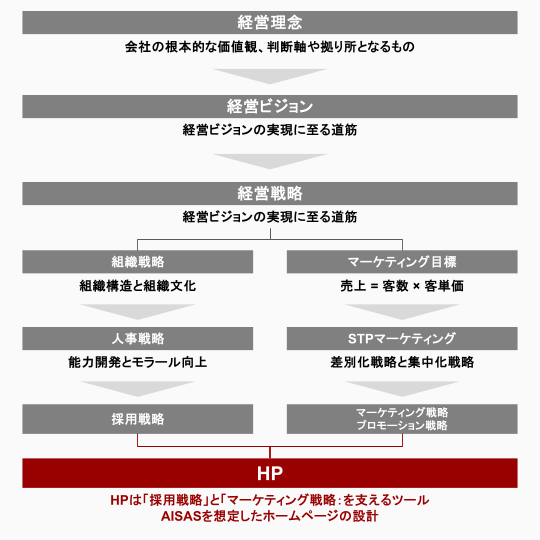 経営理念
会社の根本的な価値観、判断軸や拠り所となるもの
経営ビジョン
経営ビジョンの実現に至る道筋
経営戦略
経営ビジョンの実現に至る道筋
組織戦略
組織構造と組織文化
人事戦略
能力開発とモラール向上
採用戦略
マーケティング目標
売上 = 客数 × 客単価
STPマーケティング
差別化戦略と集中化戦略
マーケティング戦略
プロモーション戦略
HP
HPは「採用戦略」と「マーケティング戦略：を支えるツール
AISASを想定したホームページの設計